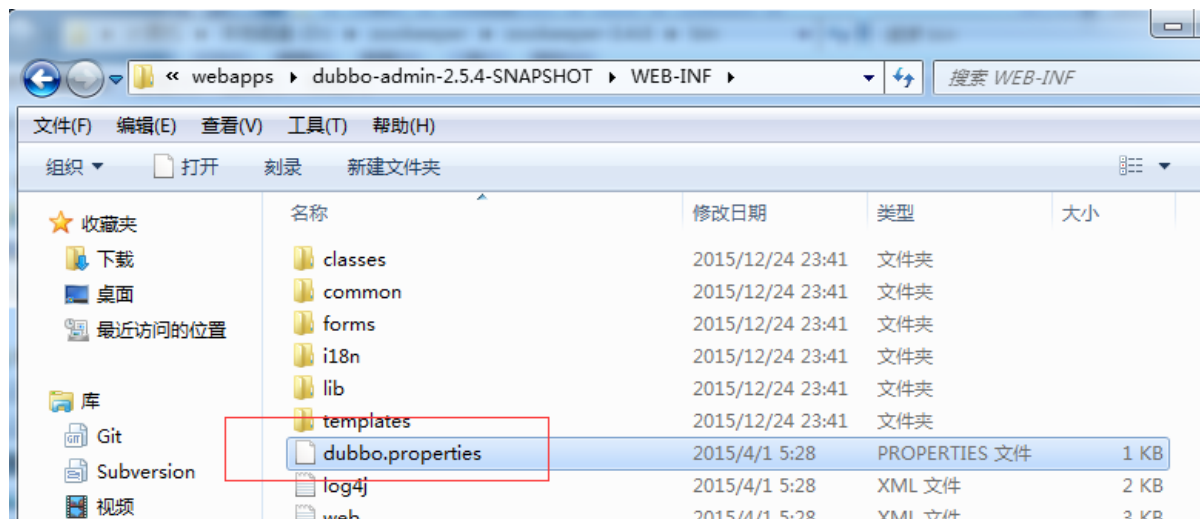 « webapps ▸ dubbo-admin-2.5.4-SNAPSHOT ▸ WEB-INF ▸
搜索 WEB-INF
文件(F) 编辑(E) 查看(V) 工具(T) 帮助(H)
组织 打开 刻录 新建文件夹
名称 修改日期 类型 大小
收藏夹
下载
桌面
最近访问的位置
库
Git
Subversion
视频
classes 2015/12/24 23:41 文件夹
common 2015/12/24 23:41 文件夹
forms 2015/12/24 23:41 文件夹
i18n 2015/12/24 23:41 文件夹
lib 2015/12/24 23:41 文件夹
templates 2015/12/24 23:41 文件夹
dubbo.properties 2015/4/1 5:28 PROPERTIES 文件 1 KB
log4j 2015/4/1 5:28 XML 文件 2 KB
web 2015/4/1 5:28 XML 文件 3 KB